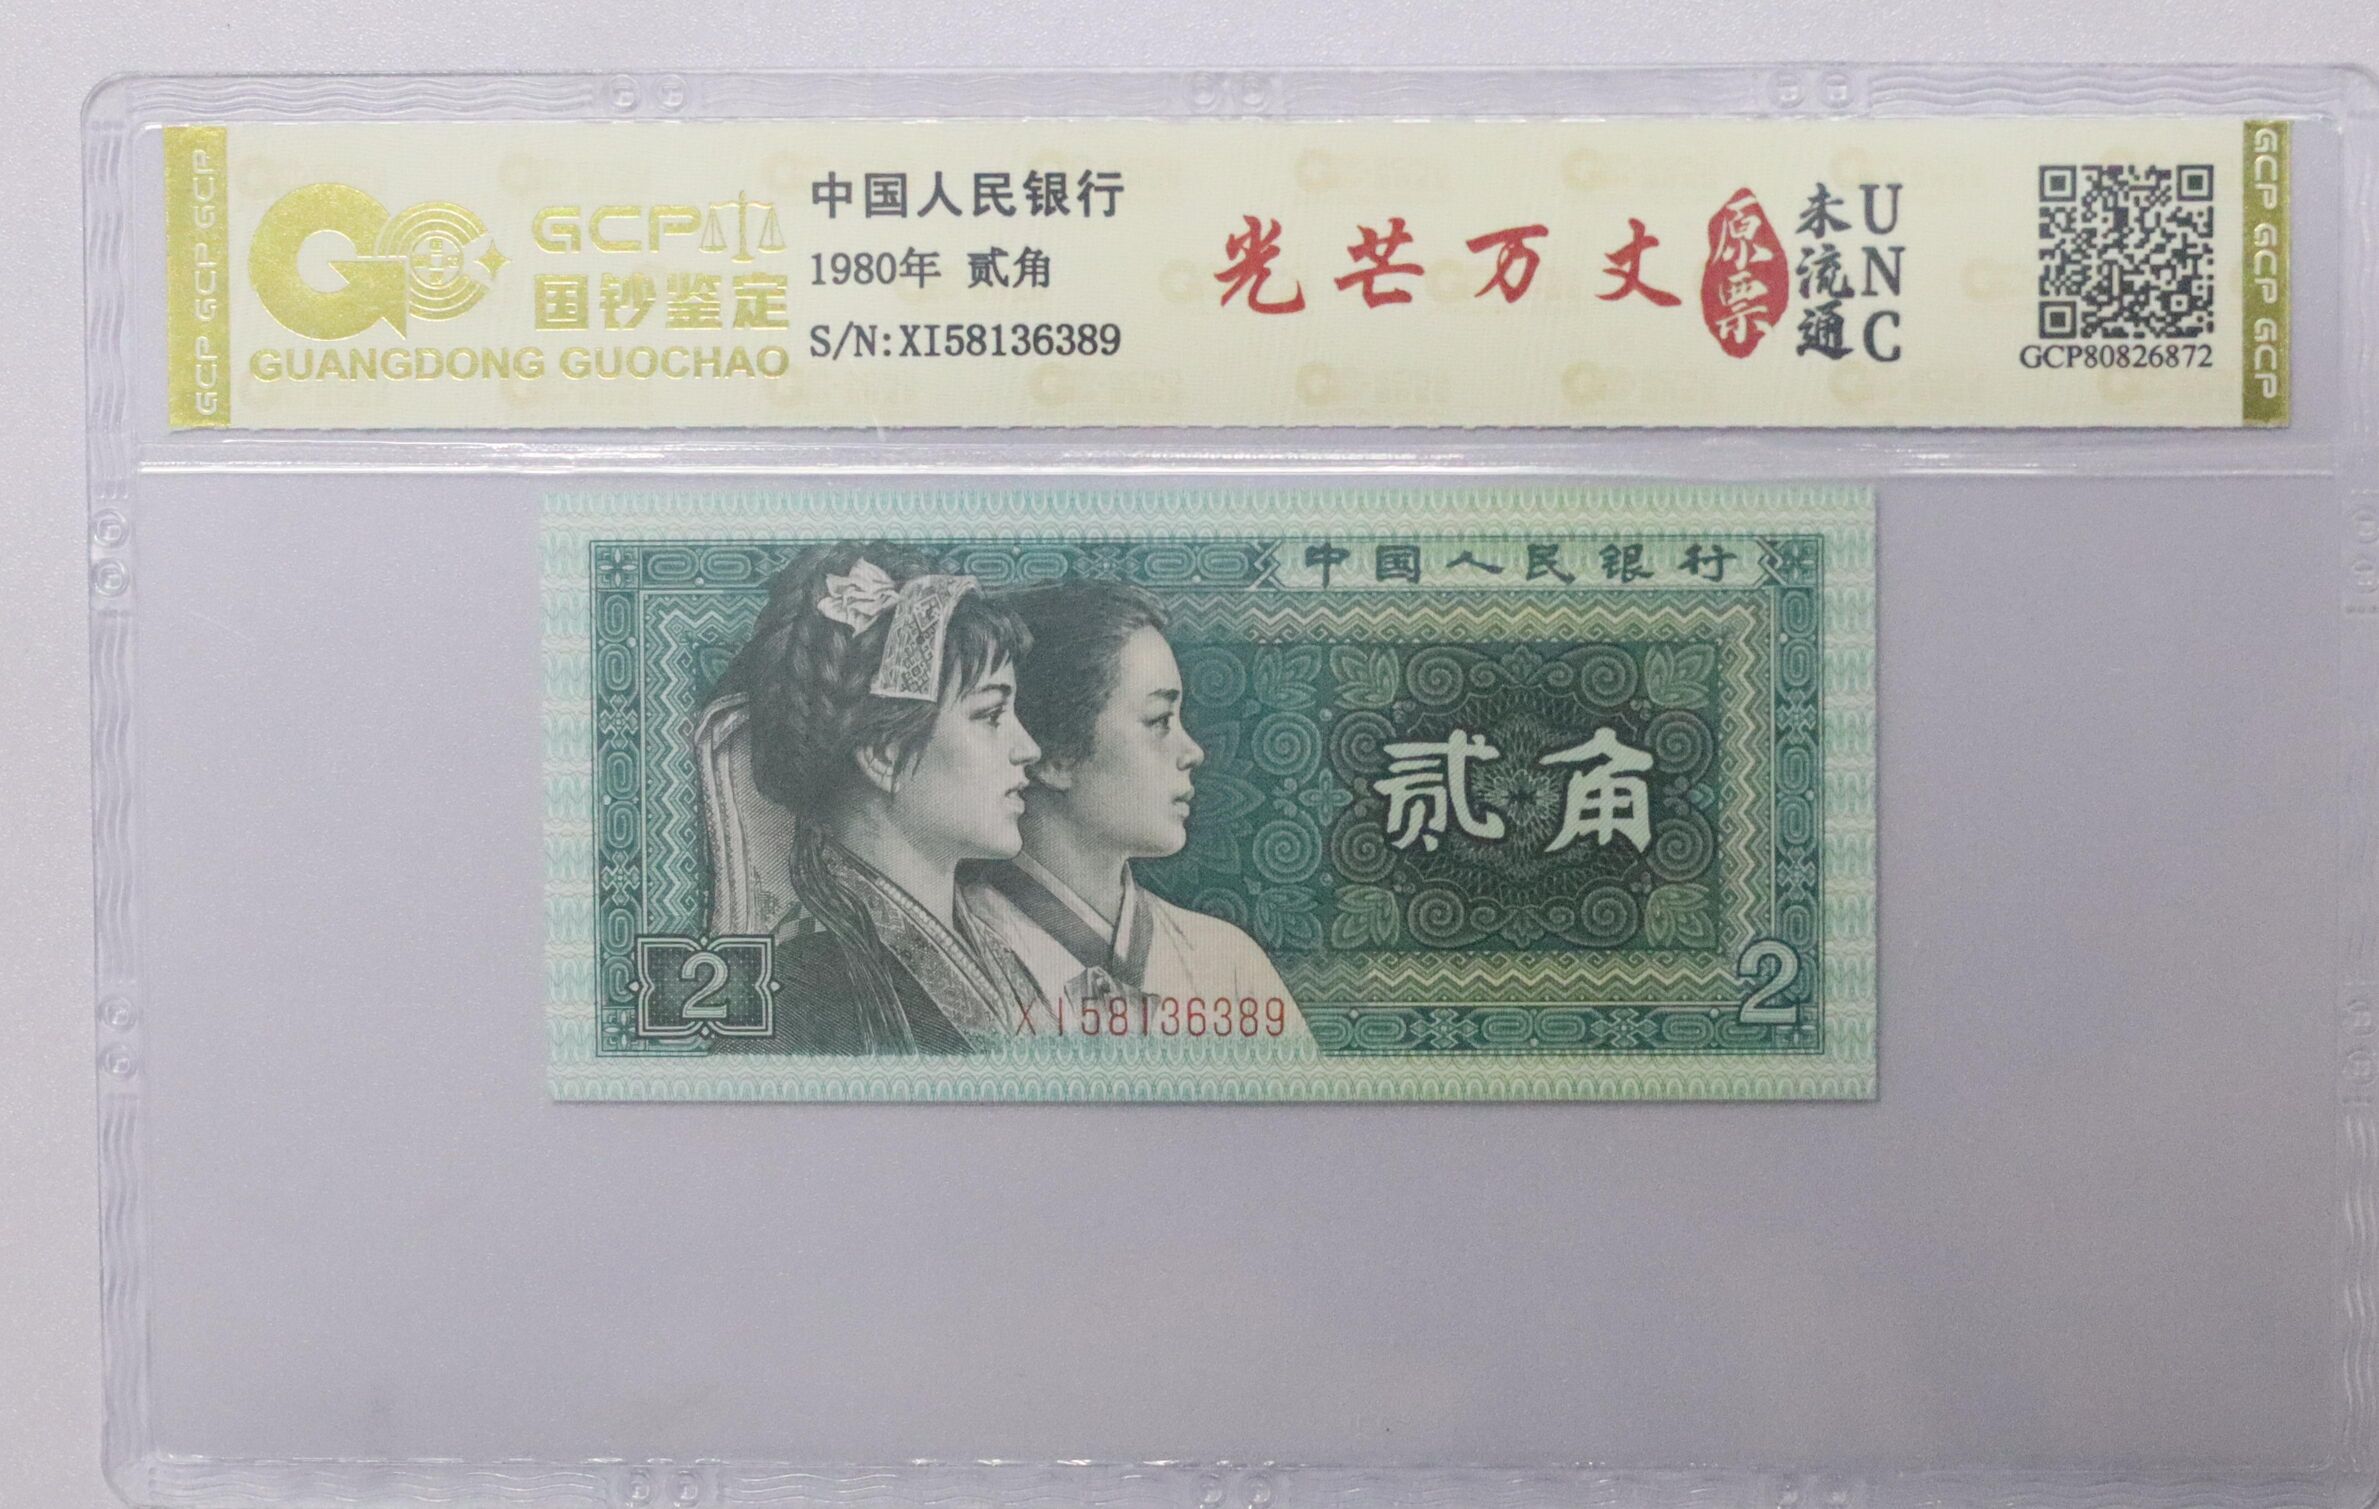 GCP GCP GCP
GCP
国钞鉴定
GUANGDONG GUOCHAO
中国人民银行
1980年 贰角
S/N:XI58136389
光芒万丈
原票
未流通
UNC
GCP80826872
GCP GCP GCP
中国人民银行
贰角
2
2
XI58136389